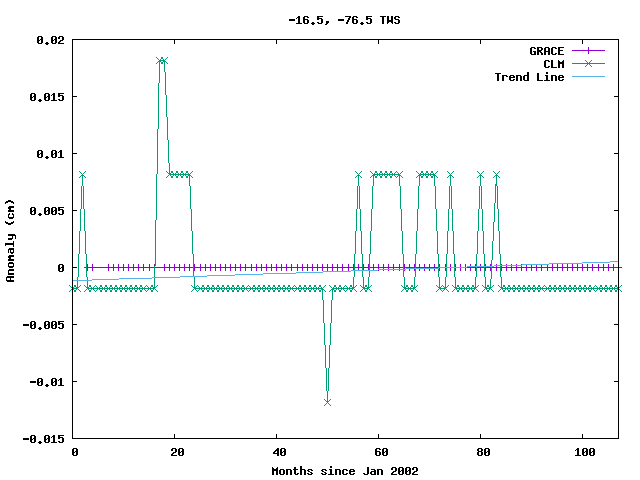 -16.5, -76.5 TWS
GRACE
CLM
Trend Line
0.02
0.015
0.01
0.005
0
-0.005
-0.01
-0.015
Anomaly (cm)
0 20 40 60 80 100
Months since Jan 2002